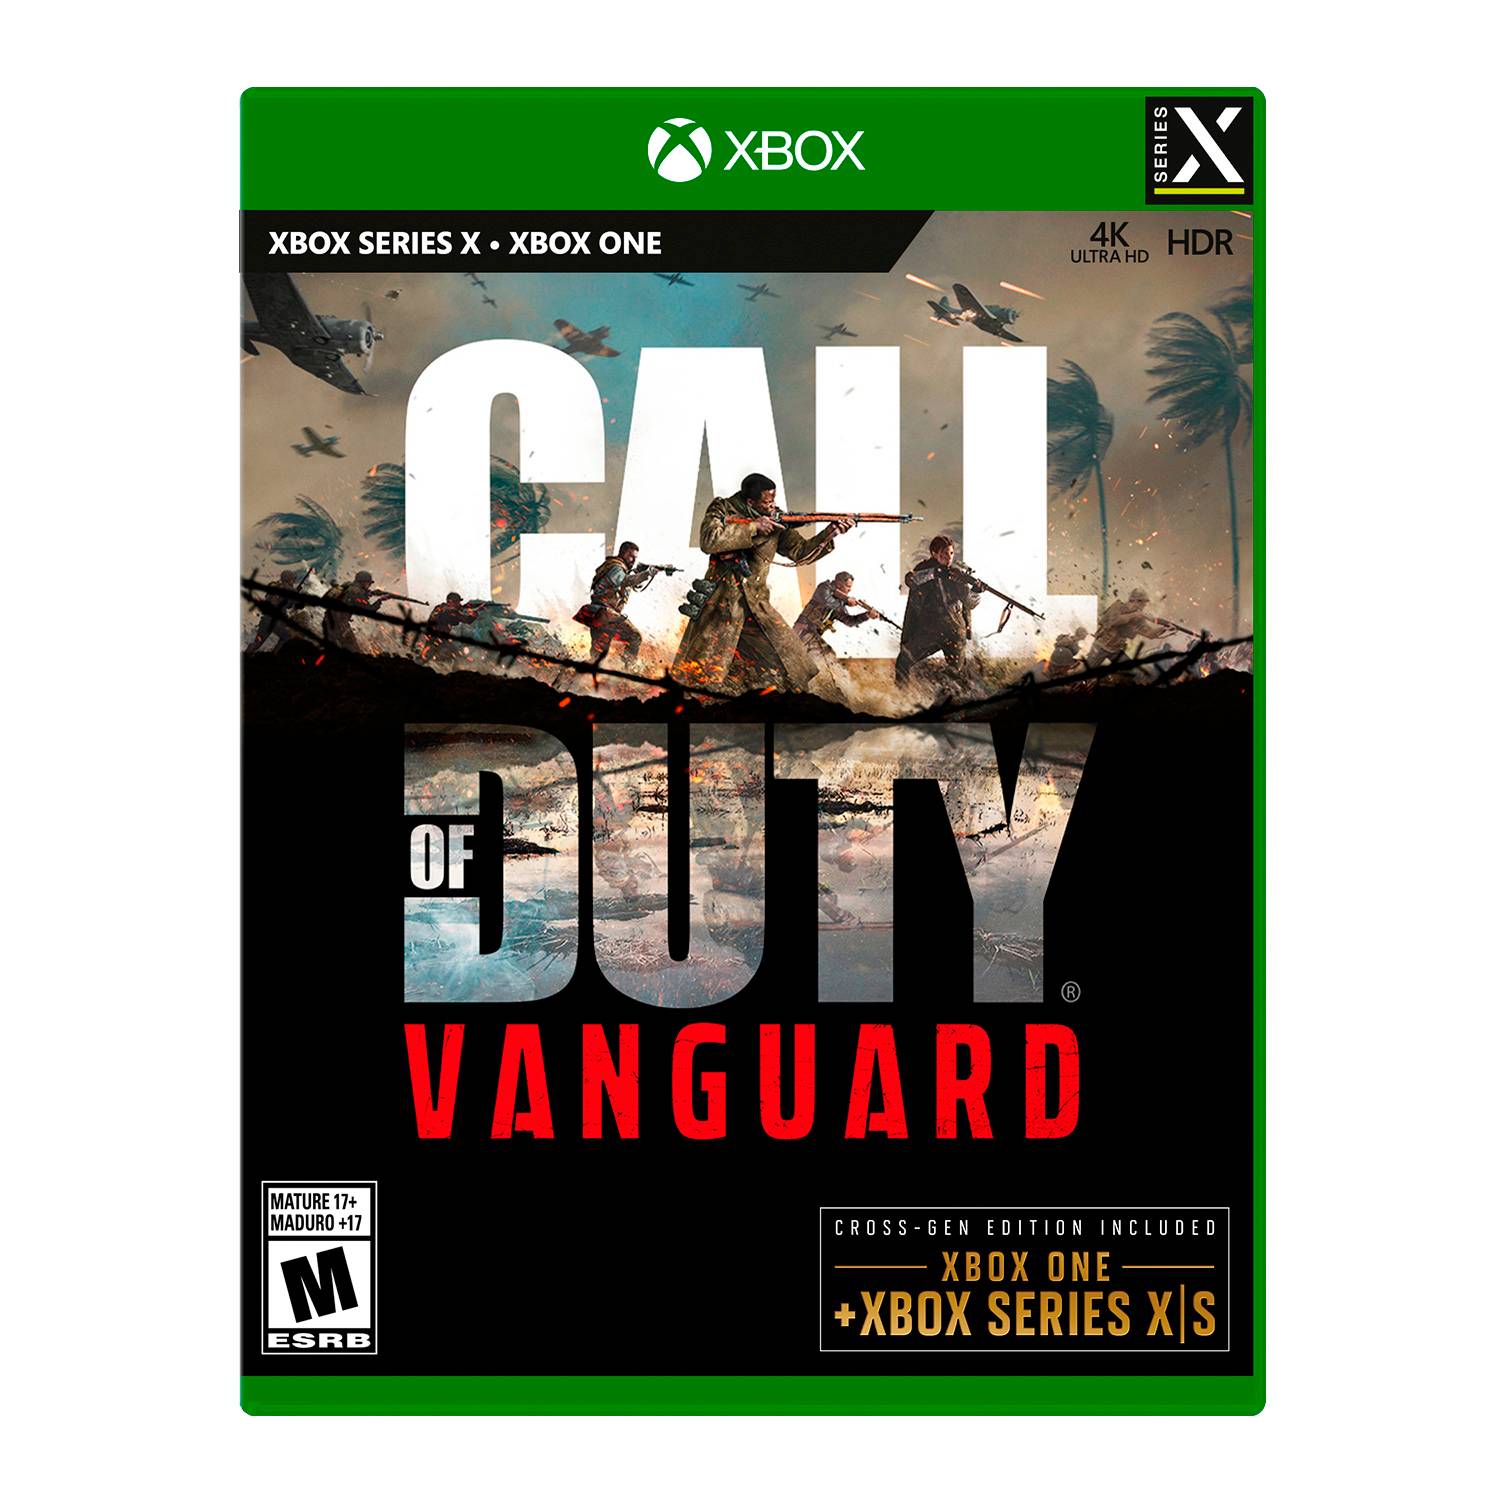 XBOX
SERIES X
XBOX SERIES X • XBOX ONE
4K
ULTRA HD
HDR
CALL
OF
DUTY®
VANGUARD
MATURE 17+
MADURO +17
M
ESRB
CROSS-GEN EDITION INCLUDED
XBOX ONE
+XBOX SERIES X|S